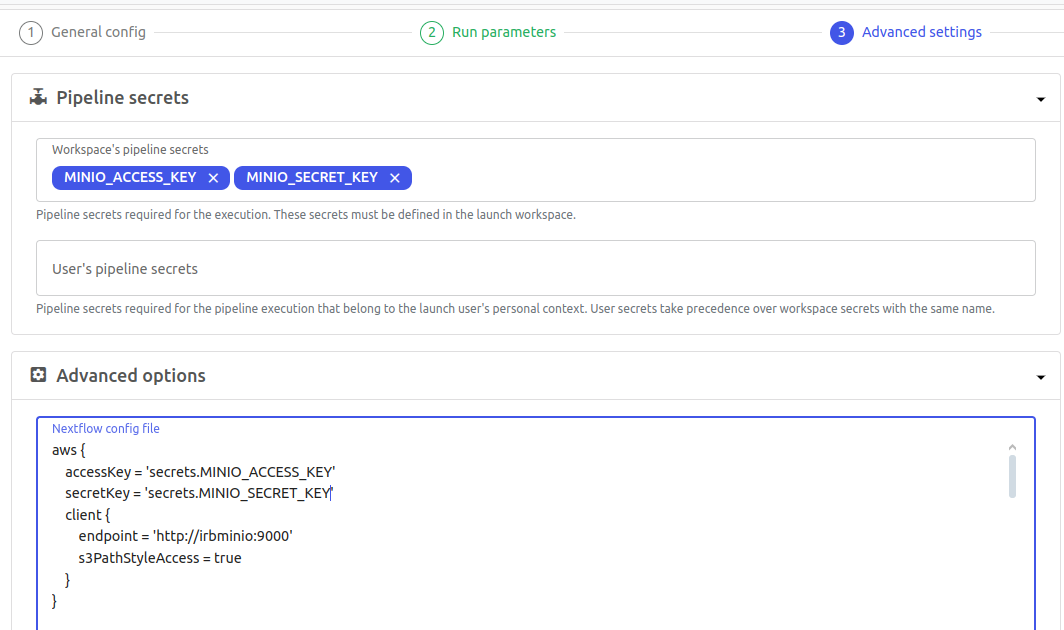 1 General config 2 Run parameters 3 Advanced settings
Pipeline secrets
Workspace's pipeline secrets
MINIO_ACCESS_KEY × MINIO_SECRET_KEY ×
Pipeline secrets required for the execution. These secrets must be defined in the launch workspace.
User's pipeline secrets
Pipeline secrets required for the pipeline execution that belong to the launch user's personal context. User secrets take precedence over workspace secrets with the same name.
Advanced options
Nextflow config file
aws {
accessKey = 'secrets.MINIO_ACCESS_KEY'
secretKey = 'secrets.MINIO_SECRET_KEY'
client {
endpoint = 'http://irbminio:9000'
s3PathStyleAccess = true
}
}